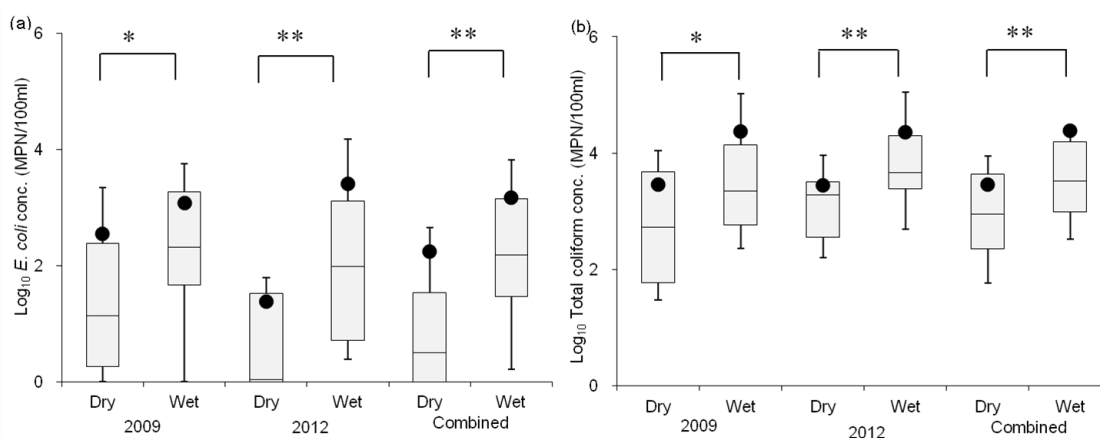 (a)
6
4
2
0
Log10 E. coli conc. (MPN/100ml)
*
**
**
Dry Wet Dry Wet Dry Wet
2009 2012 Combined
(b)
6
4
2
0
Log10 Total coliform conc. (MPN/100ml)
*
**
**
Dry Wet Dry Wet Dry Wet
2009 2012 Combined